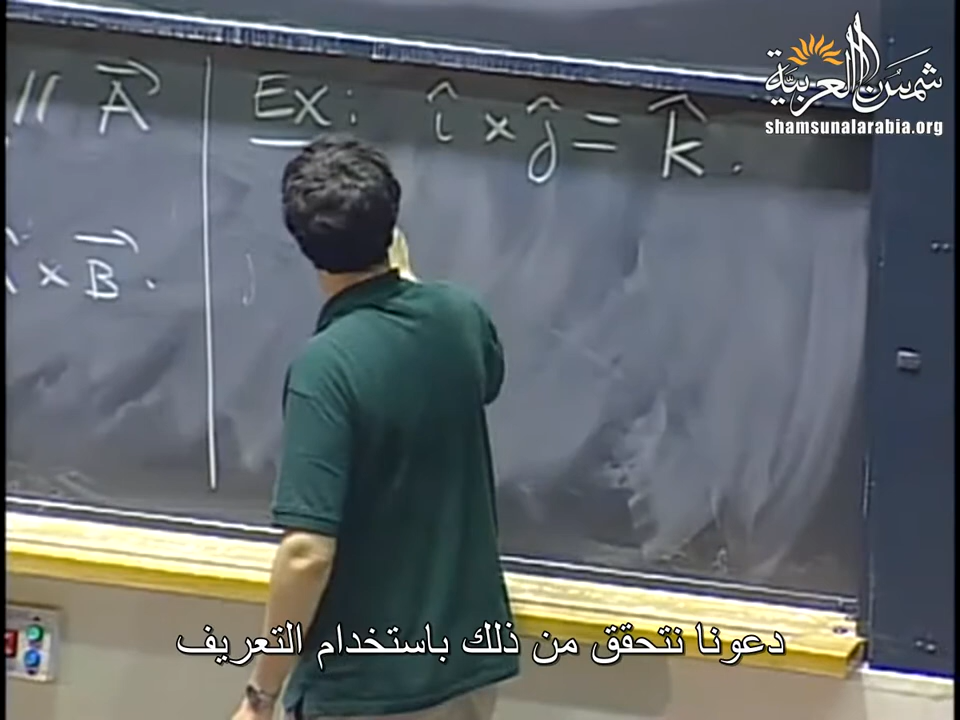 شمس العربية
shamsunalarabia.org
// A⃗
Ex: î × ĵ = k̂.
× B⃗.
دعونا نتحقق من ذلك باستخدام التعريف